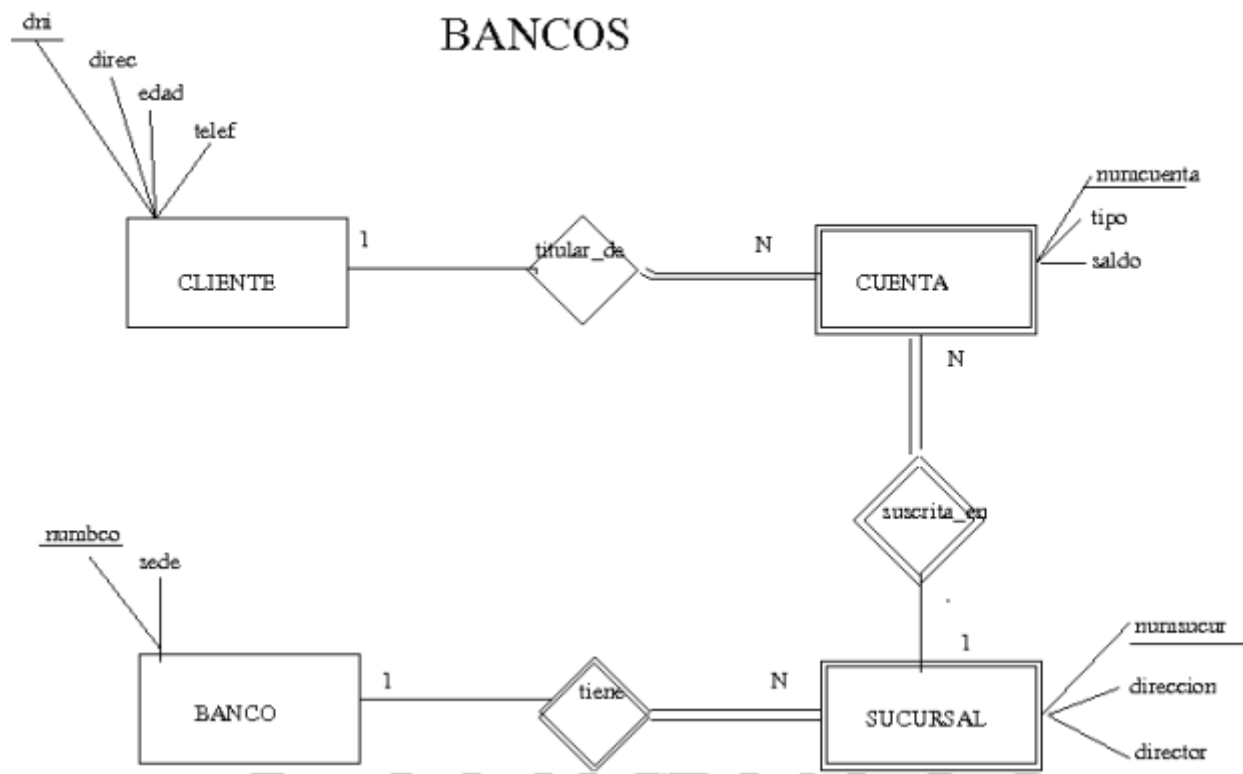 dni
BANCOS
direc
edad
telef
numcuenta
tipo
saldo
1
titular_de
N
CLIENTE
CUENTA
N
suscrita_en
numbco
sede
1
numsucur
1
tiene
N
direccion
BANCO
SUCURSAL
director